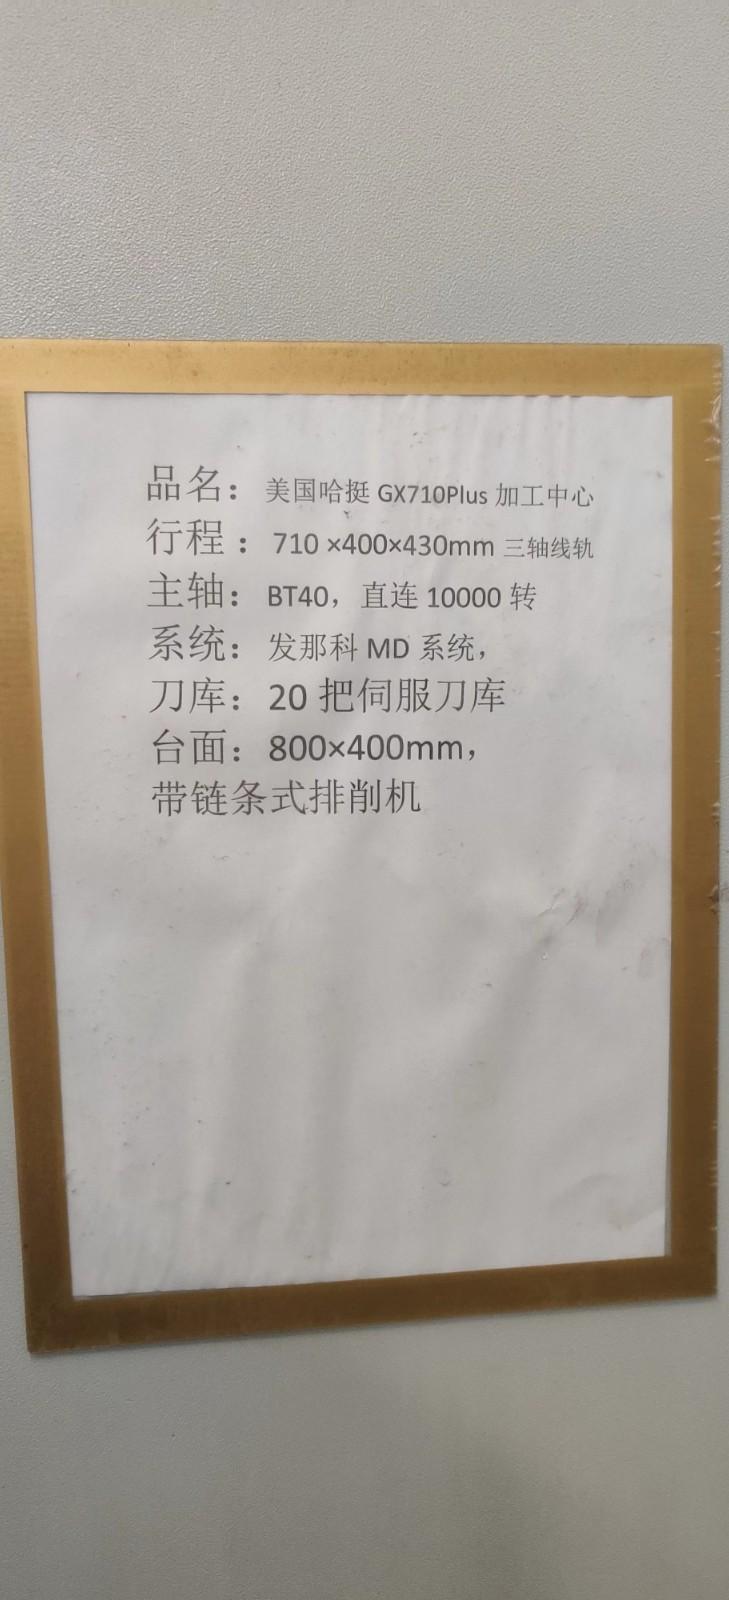 品名：美国哈挺 GX710Plus 加工中心
行程：710 ×400×430mm 三轴线轨
主轴：BT40，直连 10000 转
系统：发那科 MD 系统，
刀库：20 把伺服刀库
台面：800×400mm，
带链条式排削机